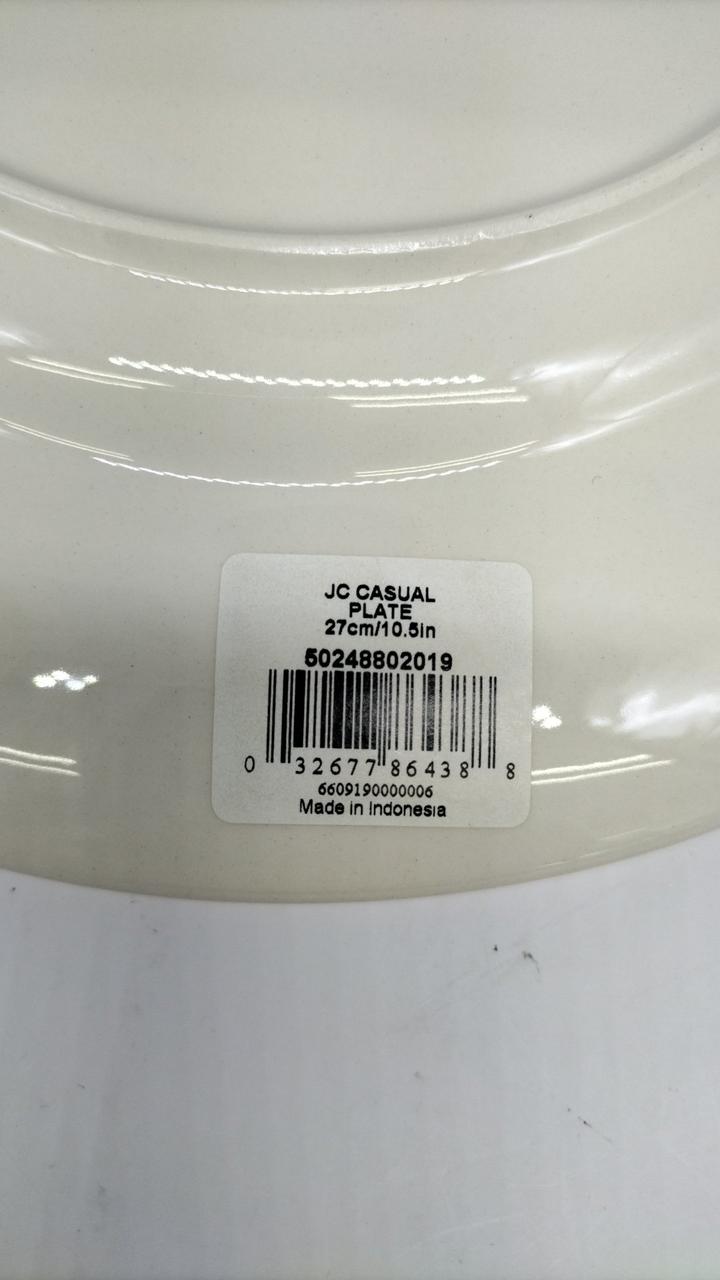 JC CASUAL
PLATE
27cm/10.5in
50248802019
0 32677 86438 8
6609190000006
Made in Indonesia